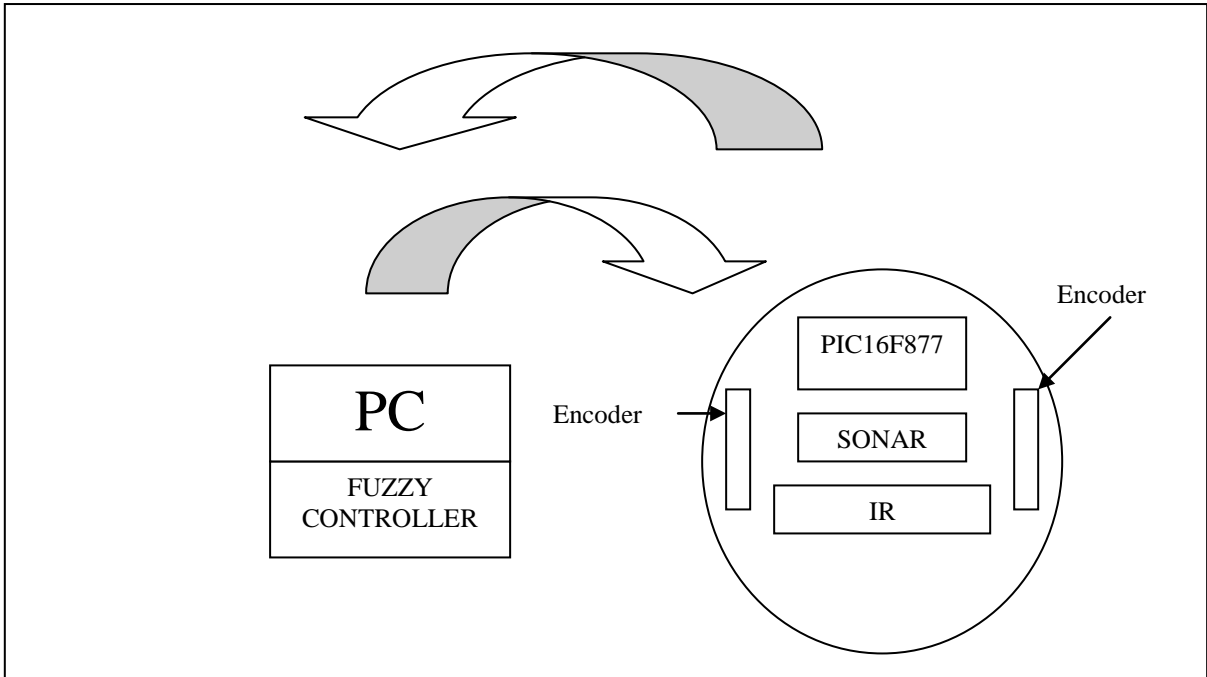 Encoder
PIC16F877
PC
Encoder
SONAR
FUZZY
CONTROLLER
IR